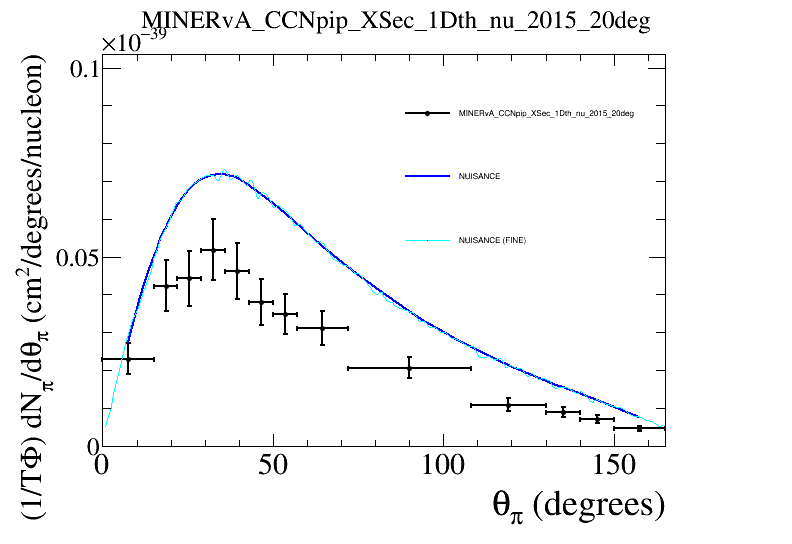 MINERvA_CCNpip_XSec_1Dth_nu_2015_20deg
×10⁻³⁹
0.1
0.05
0
(1/TΦ) dN_π/dθ_π (cm²/degrees/nucleon)
MINERvA_CCNpip_XSec_1Dth_nu_2015_20deg
NUISANCE
NUISANCE (FINE)
0 50 100 150
θ_π (degrees)